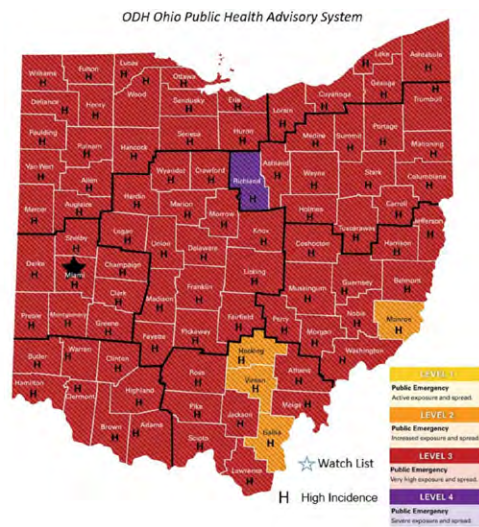 ODH Ohio Public Health Advisory System
Ashtabula
Lake
Lucas
Fulton
Williams
Ottawa
Geauga
Cuyahoga
Wood
Erie
Sandusky
Lorain
Trumbull
Defiance
Henry
Portage
Huron
Seneca
Medina
Summit
Paulding
Putnam
Hancock
Ashland
Mahoning
Van Wert
Wyandot
Crawford
Richland
Wayne
Stark
Columbiana
Allen
Hardin
Carroll
Mercer
Auglaize
Marion
Holmes
Morrow
Tuscarawas
Jefferson
Logan
Knox
Shelby
Union
Coshocton
Harrison
Delaware
Darke
Miami
Champaign
Licking
Guernsey
Belmont
Clark
Franklin
Muskingum
Madison
Noble
Monroe
Preble
Montgomery
Greene
Fairfield
Perry
Fayette
Pickaway
Morgan
Washington
Hocking
Butler
Warren
Clinton
Ross
Athens
Vinton
Hamilton
Clermont
Highland
Pike
Jackson
Meigs
Brown
Adams
Scioto
Gallia
Lawrence
Watch List
H High Incidence
LEVEL 1
Public Emergency
Active exposure and spread.
LEVEL 2
Public Emergency
Increased exposure and spread.
LEVEL 3
Public Emergency
Very high exposure and spread.
LEVEL 4
Public Emergency
Severe exposure and spread.